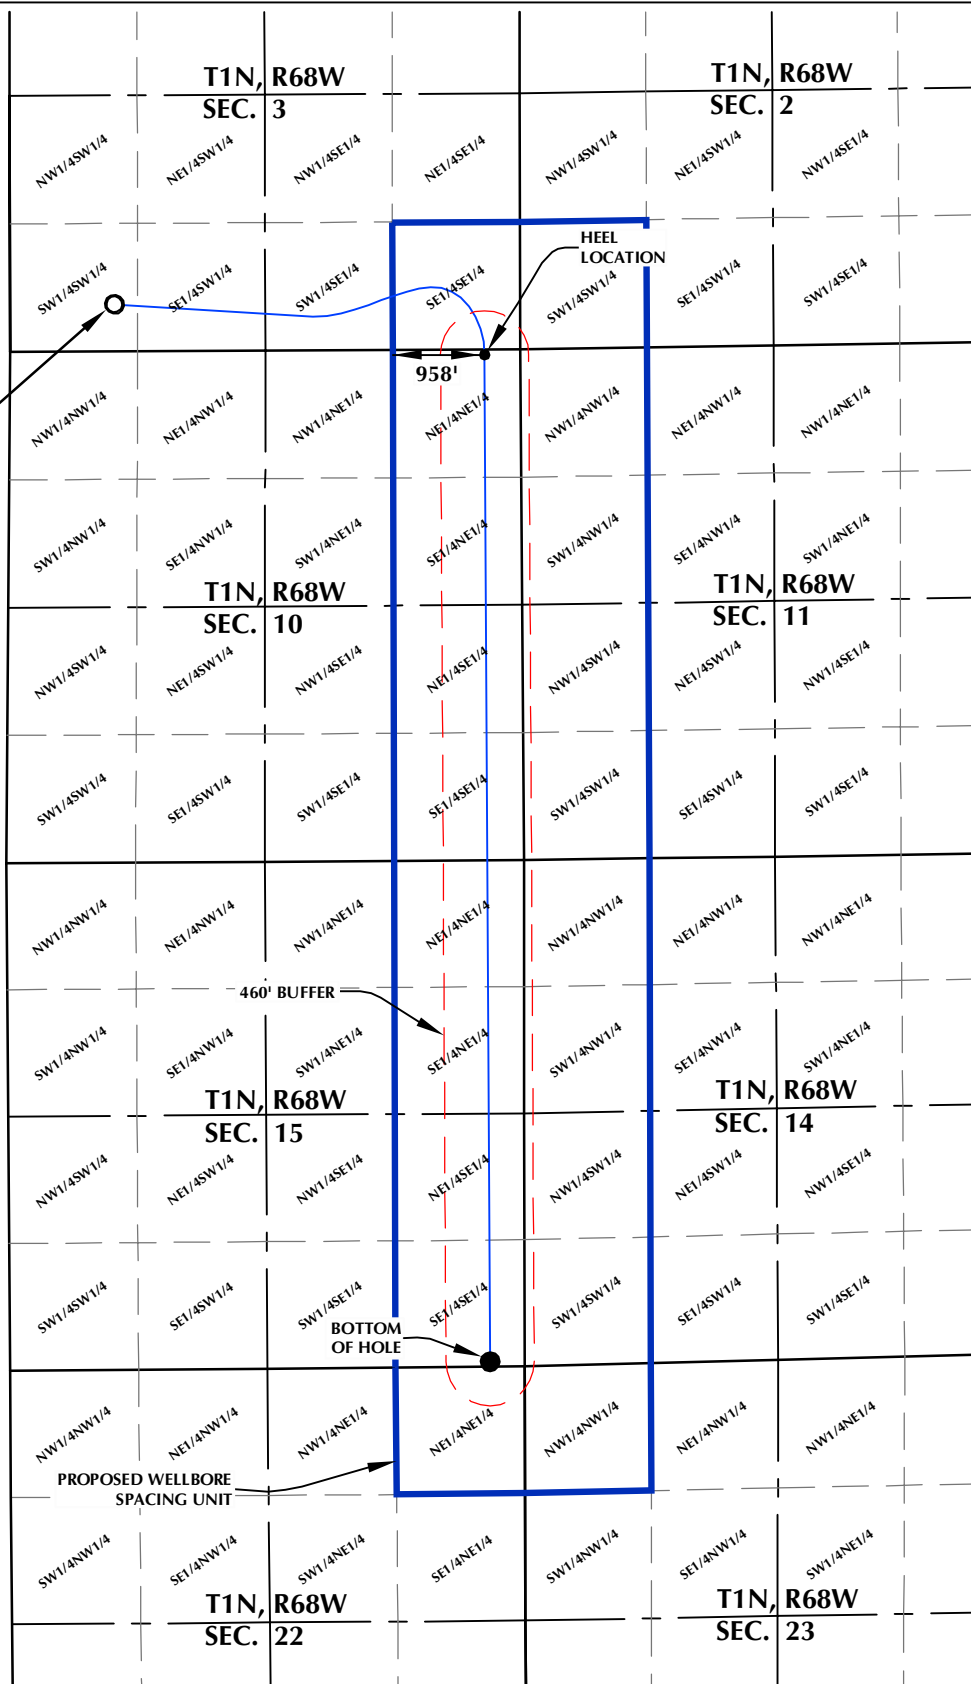 T1N, R68W
SEC. 3
T1N, R68W
SEC. 2
NW1/4SW1/4
NE1/4SW1/4
NW1/4SE1/4
NE1/4SE1/4
NW1/4SW1/4
NE1/4SW1/4
NW1/4SE1/4
HEEL
LOCATION
SW1/4SW1/4
SE1/4SW1/4
SW1/4SE1/4
SE1/4SE1/4
SW1/4SW1/4
SE1/4SW1/4
SW1/4SE1/4
958'
NW1/4NW1/4
NE1/4NW1/4
NW1/4NE1/4
NE1/4NE1/4
NW1/4NW1/4
NE1/4NW1/4
NW1/4NE1/4
SW1/4NW1/4
SE1/4NW1/4
SW1/4NE1/4
SE1/4NE1/4
SW1/4NW1/4
SE1/4NW1/4
SW1/4NE1/4
T1N, R68W
SEC. 10
T1N, R68W
SEC. 11
NW1/4SW1/4
NE1/4SW1/4
NW1/4SE1/4
NE1/4SE1/4
NW1/4SW1/4
NE1/4SW1/4
NW1/4SE1/4
SW1/4SW1/4
SE1/4SW1/4
SW1/4SE1/4
SE1/4SE1/4
SW1/4SW1/4
SE1/4SW1/4
SW1/4SE1/4
NW1/4NW1/4
NE1/4NW1/4
NW1/4NE1/4
NE1/4NE1/4
NW1/4NW1/4
NE1/4NW1/4
NW1/4NE1/4
460' BUFFER
SW1/4NW1/4
SE1/4NW1/4
SW1/4NE1/4
SE1/4NE1/4
SW1/4NW1/4
SE1/4NW1/4
SW1/4NE1/4
T1N, R68W
SEC. 15
T1N, R68W
SEC. 14
NW1/4SW1/4
NE1/4SW1/4
NW1/4SE1/4
NE1/4SE1/4
NW1/4SW1/4
NE1/4SW1/4
NW1/4SE1/4
SW1/4SW1/4
SE1/4SW1/4
SW1/4SE1/4
SE1/4SE1/4
SW1/4SW1/4
SE1/4SW1/4
SW1/4SE1/4
BOTTOM
OF HOLE
NW1/4NW1/4
NE1/4NW1/4
NW1/4NE1/4
NE1/4NE1/4
NW1/4NW1/4
NE1/4NW1/4
NW1/4NE1/4
PROPOSED WELLBORE
SPACING UNIT
SW1/4NW1/4
SE1/4NW1/4
SW1/4NE1/4
SE1/4NE1/4
SW1/4NW1/4
SE1/4NW1/4
SW1/4NE1/4
T1N, R68W
SEC. 22
T1N, R68W
SEC. 23